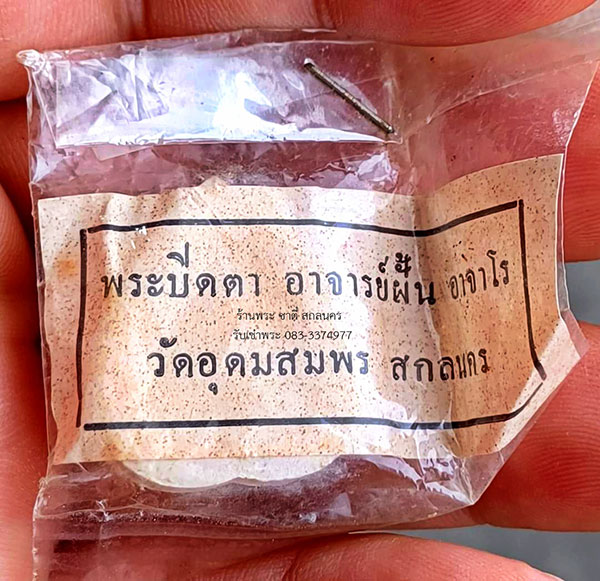 พระบีดตา อาจารย์ฝั้น อาจาโร
ร้านพระ ชาติ สกลนคร
รับเช่าพระ 083-3374977
วัดอุดมสมพร สกลนคร